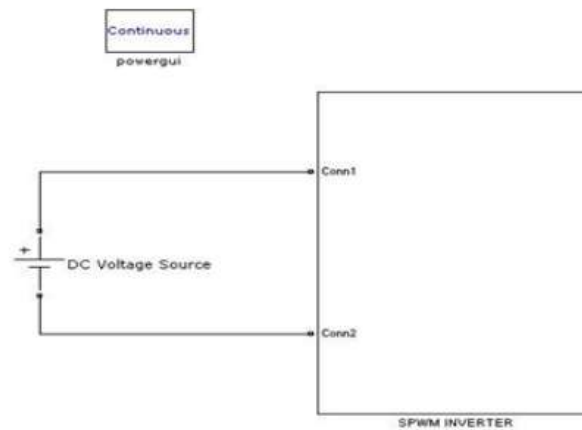 Continuous
powergui
Conn1
+
DC Voltage Source
Conn2
SPWM INVERTER